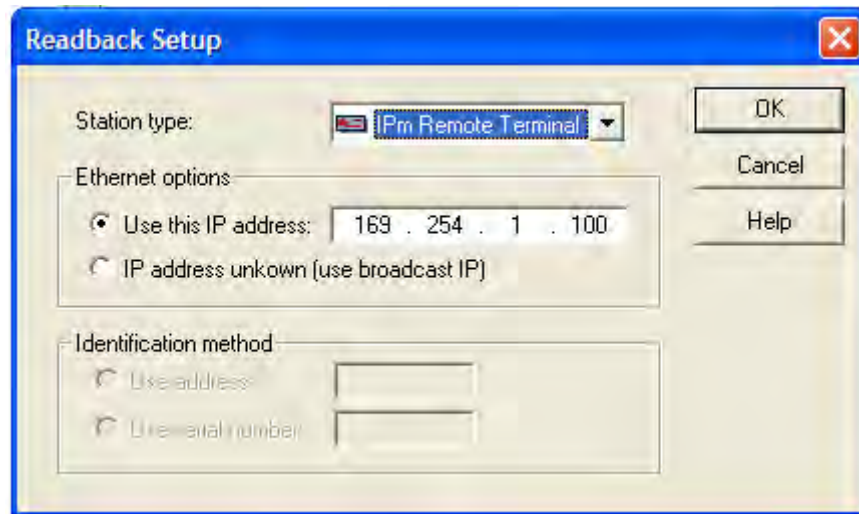 Readback Setup
Station type: IPm Remote Terminal
OK
Cancel
Help
Ethernet options
Use this IP address: 169 . 254 . 1 . 100
IP address unkown (use broadcast IP)
Identification method
Use address
Use serial number